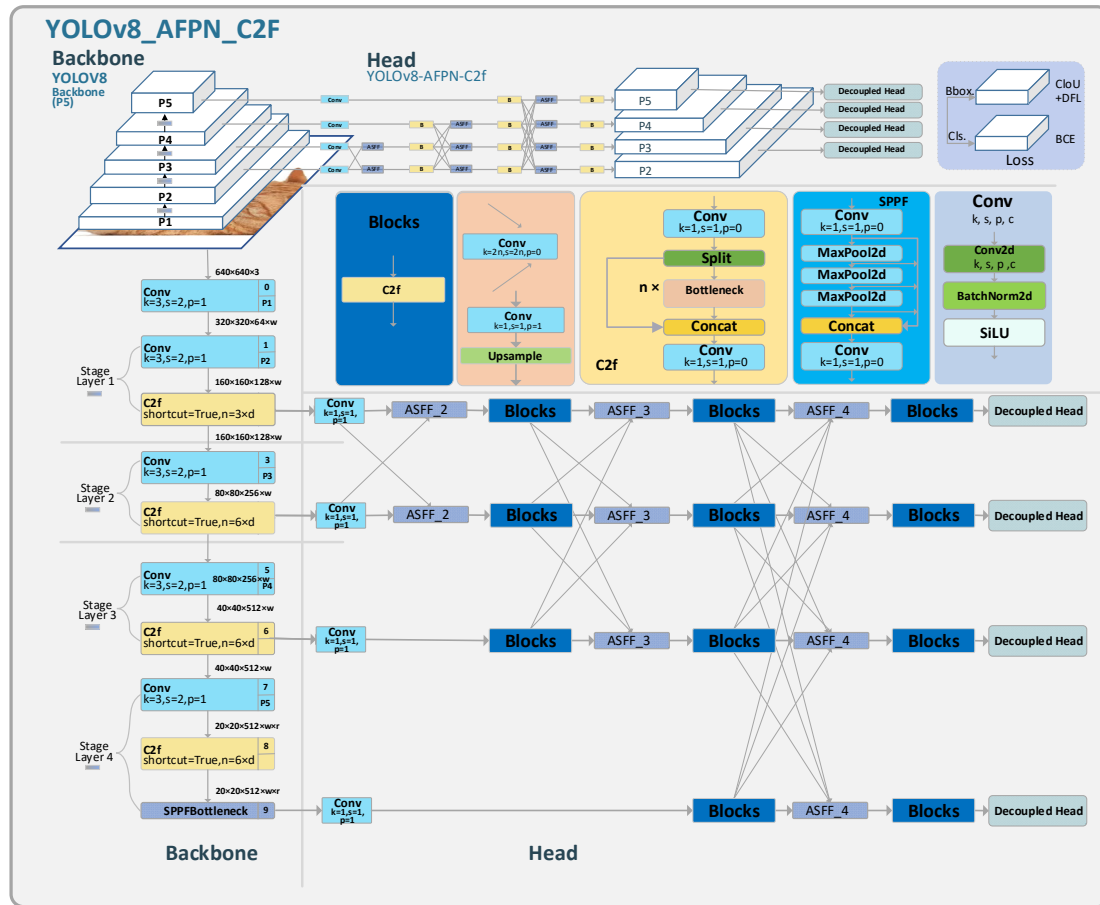 YOLOv8_AFPN_C2F
Backbone
YOLOV8
Backbone
(P5)
Head
YOLOv8-AFPN-C2f
P5
P4
P3
P2
P1
Conv
Conv
Conv
Conv
ASFF
ASFF
B
B
B
ASFF
ASFF
ASFF
B
B
B
B
ASFF
ASFF
ASFF
ASFF
B
B
B
B
P5
P4
P3
P2
Decoupled Head
Decoupled Head
Decoupled Head
Decoupled Head
Bbox.
CIoU
+DFL
Cls.
BCE
Loss
Blocks
C2f
Conv
k=2n,s=2n,p=0
Conv
k=1,s=1,p=1
Upsample
Conv
k=1,s=1,p=0
Split
n ×
Bottleneck
Concat
Conv
k=1,s=1,p=0
C2f
SPPF
Conv
k=1,s=1,p=0
MaxPool2d
MaxPool2d
MaxPool2d
Concat
Conv
k=1,s=1,p=0
Conv
k, s, p, c
Conv2d
k, s, p ,c
BatchNorm2d
SiLU
640×640×3
Conv
k=3,s=2,p=1
0
P1
320×320×64×w
Conv
k=3,s=2,p=1
1
P2
Stage
Layer 1
160×160×128×w
C2f
shortcut=True,n=3×d
160×160×128×w
Conv
k=3,s=2,p=1
3
P3
Stage
Layer 2
80×80×256×w
C2f
shortcut=True,n=6×d
Conv
k=3,s=2,p=1
80×80×256×w
5
P4
Stage
Layer 3
40×40×512×w
C2f
shortcut=True,n=6×d
6
40×40×512×w
Conv
k=3,s=2,p=1
7
P5
20×20×512×w×r
Stage
Layer 4
C2f
shortcut=True,n=6×d
8
20×20×512×w×r
SPPFBottleneck
9
Conv
k=1,s=1,
p=1
ASFF_2
Blocks
ASFF_3
Blocks
ASFF_4
Blocks
Decoupled Head
Conv
k=1,s=1,
p=1
ASFF_2
Blocks
ASFF_3
Blocks
ASFF_4
Blocks
Decoupled Head
Conv
k=1,s=1,
p=1
Blocks
ASFF_3
Blocks
ASFF_4
Blocks
Decoupled Head
Conv
k=1,s=1,
p=1
Blocks
ASFF_4
Blocks
Decoupled Head
Backbone
Head